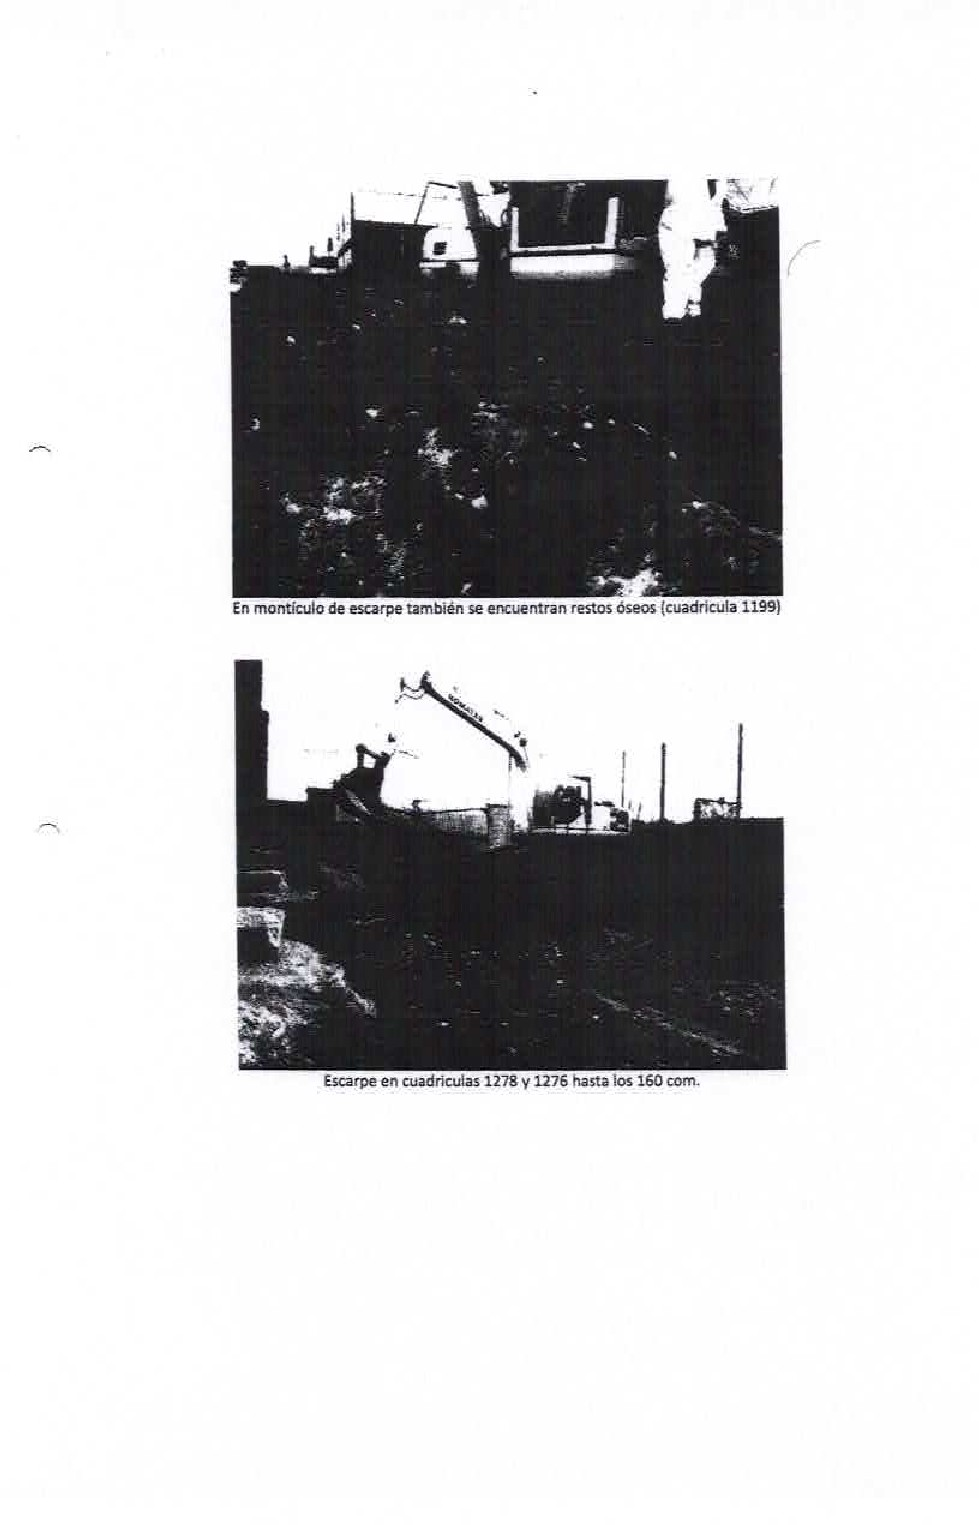 En montículo de escarpe también se encuentran restos óseos (cuadricula 1199)
KOMATSU
Escarpe en cuadriculas 1278 y 1276 hasta los 160 com.